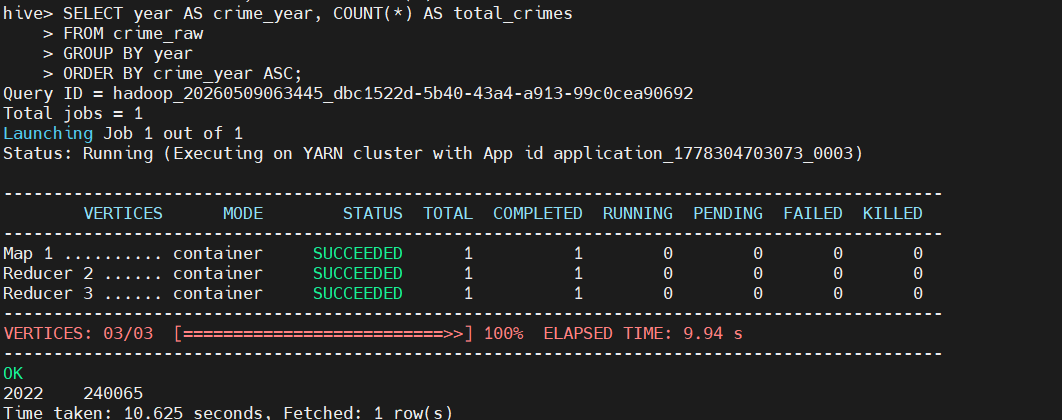 hive> SELECT year AS crime_year, COUNT(*) AS total_crimes
    > FROM crime_raw
    > GROUP BY year
    > ORDER BY crime_year ASC;
Query ID = hadoop_20260509063445_dbc1522d-5b40-43a4-a913-99c0cea90692
Total jobs = 1
Launching Job 1 out of 1
Status: Running (Executing on YARN cluster with App id application_1778304703073_0003)
----------------------------------------------------------------------------------------------
        VERTICES      MODE        STATUS  TOTAL  COMPLETED  RUNNING  PENDING  FAILED  KILLED
----------------------------------------------------------------------------------------------
Map 1 .......... container     SUCCEEDED      1          1        0        0       0       0
Reducer 2 ...... container     SUCCEEDED      1          1        0        0       0       0
Reducer 3 ...... container     SUCCEEDED      1          1        0        0       0       0
----------------------------------------------------------------------------------------------
VERTICES: 03/03  [==========================>>] 100%  ELAPSED TIME: 9.94 s
----------------------------------------------------------------------------------------------
OK
2022    240065
Time taken: 10.625 seconds, Fetched: 1 row(s)